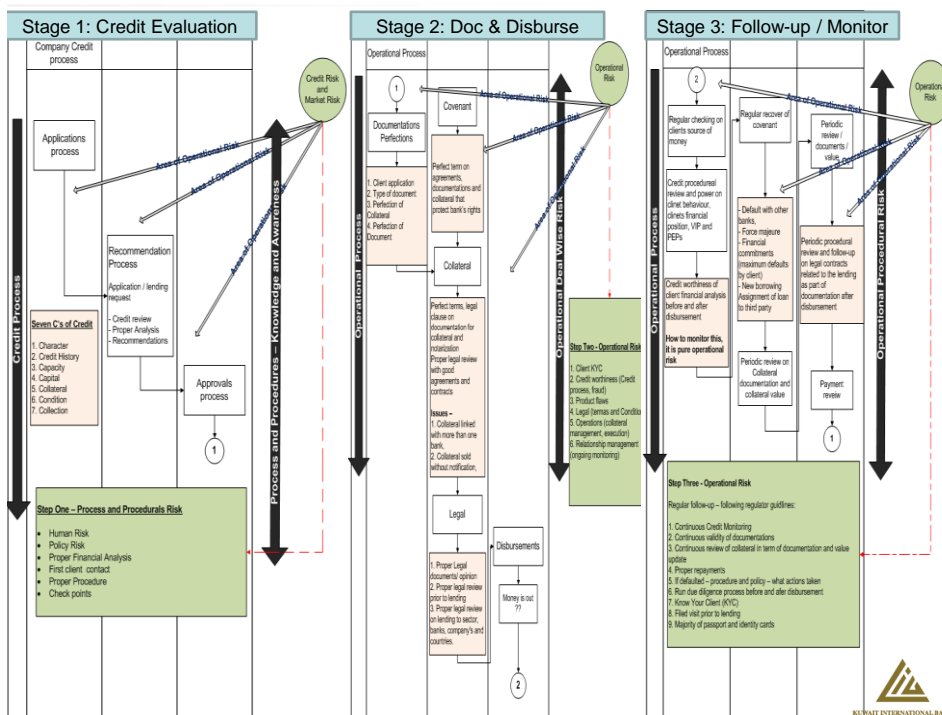 Stage 1: Credit Evaluation
Company Credit
process
Credit Risk
and
Market Risk
Applications
process
Area of Operational Risk
Area of Operational Risk
Area of Operational Risk
Recommendation
Process
Application / lending
request
- Credit review
- Proper Analysis
- Recommendations
Seven C's of Credit
1. Character
2. Credit History
3. Capacity
4. Capital
5. Collateral
6. Condition
7. Collection
Approvals
process
1
Credit Process
Process and Procedures – Knowledge and Awareness
Step One – Process and Procedurals Risk
• Human Risk
• Policy Risk
• Proper Financial Analysis
• First client contact
• Proper Procedure
• Check points
Stage 2: Doc & Disburse
Operational Process
Operational
Risk
1
Documentations
Perfections
1. Client application
2. Type of document
3. Perfection of
Collateral
4. Perfection of
Document
Covenant
Perfect term on
agreements,
documentations and
collateral that
protect bank's rights
Collateral
Perfect terms, legal
clause on
documentation for
collateral and
notarization
Proper legal review
with good
agreements and
contracts
Issues –
1. Collateral linked
with more than one
bank,
2. Collateral sold
without notification,
Legal
1. Proper Legal
documents/ opinion
2. Proper legal review
prior to lending
3. Proper legal review
on lending to sector,
banks, company's and
countries.
Disbursements
Money is out
??
2
Area of Operational Risk
Area of Operational Risk
Area of Operational Risk
Operational Process
Operational Deal Wise Risk
Step Two - Operational Risk
1. Client KYC
2. Credit worthiness (Credit
process, fraud)
3. Product flaws
4. Legal (termas and Condition
5. Operations (collateral
management, execution)
6. Relationship management
(ongoing monitoring)
Stage 3: Follow-up / Monitor
Operational Process
Operational
Risk
2
Regular checking on
clients source of
money
Credit procedureal
review and power on
clinet behaviour,
clinets financial
position, VIP and
PEPs
Credit worthiness of
client financial analysis
before and after
disbursement
How to monitor this,
it is pure operational
risk
Regular recover of
covenant
- Default with other
banks,
- Force majeure
- Financial
commitments
(maximum defaults
by client)
- New borrowing
Assignment of loan
to third party
Periodic review on
Collateral
documentation and
collateral value
Periodic
review /
documents /
value
Periodic procedural
review and follow-up
on legal contracts
related to the lending
as part of
documentation after
disbursement
Payment
reveiw
1
Area of Operational Risk
Area of Operational Risk
Area of Operational Risk
Operational Process
Operational Procedural Risk
Step Three - Operational Risk
Regular follow-up – following regulator guidlines:
1. Continuous Credit Monitoring
2. Continuous validity of documentations
3. Continuous review of collateral in term of documentation and value
update
4. Proper repayments
5. If defaulted – procedure and policy – what actions taken
6. Run due diligence process before and afer disbursement
7. Know Your Client (KYC)
8. Filed visit prior to lending
9. Majority of passport and identity cards
KUWAIT INTERNATIONAL